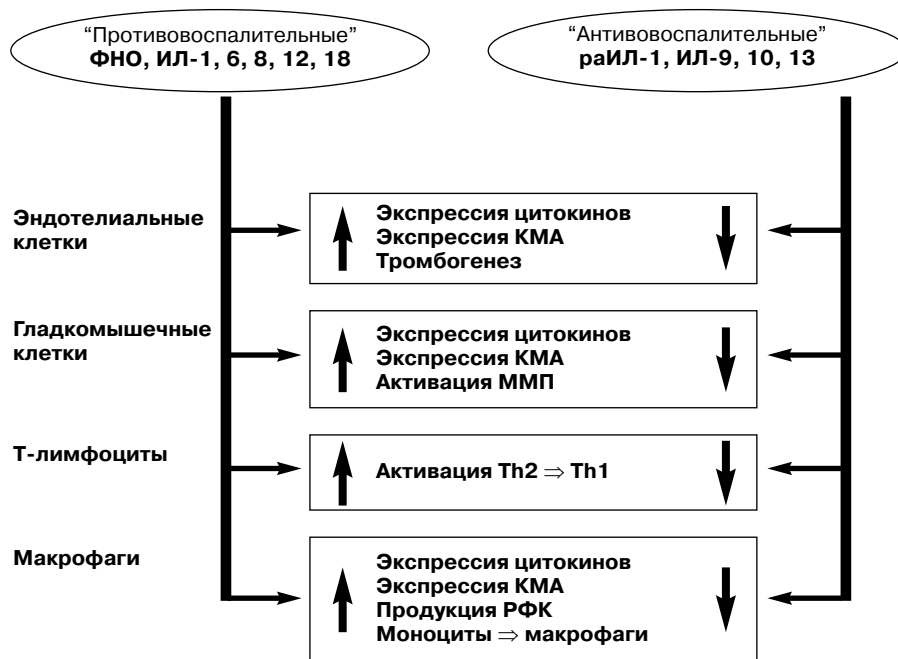 “Противовоспалительные”
ФНО, ИЛ-1, 6, 8, 12, 18
“Антивовоспалительные”
раИЛ-1, ИЛ-9, 10, 13
Эндотелиальные
клетки
Экспрессия цитокинов
Экспрессия КМА
Тромбогенез
Гладкомышечные
клетки
Экспрессия цитокинов
Экспрессия КМА
Активация ММП
Т-лимфоциты
Активация Th2 ⇒ Th1
Макрофаги
Экспрессия цитокинов
Экспрессия КМА
Продукция РФК
Моноциты ⇒ макрофаги